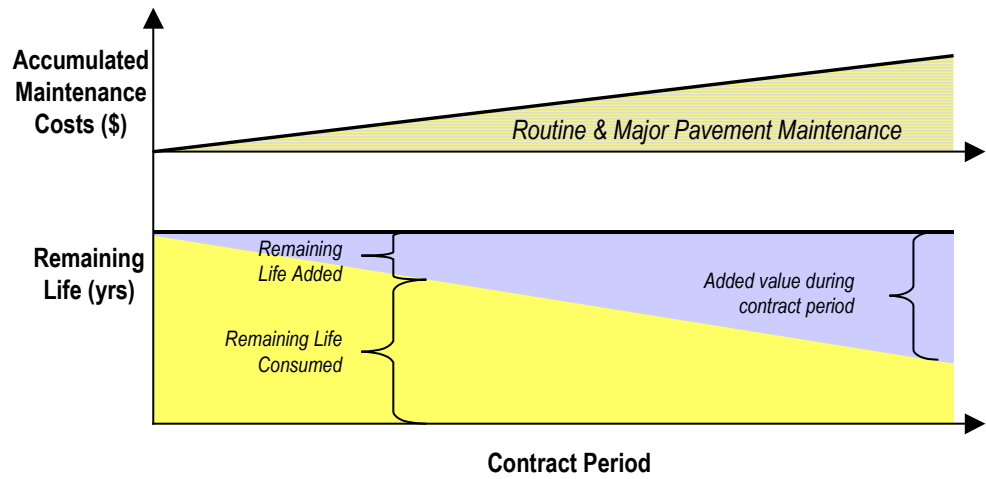 Accumulated
Maintenance
Costs ($)
Routine & Major Pavement Maintenance
Remaining
Life (yrs)
Remaining
Life Added
Added value during
contract period
Remaining Life
Consumed
Contract Period